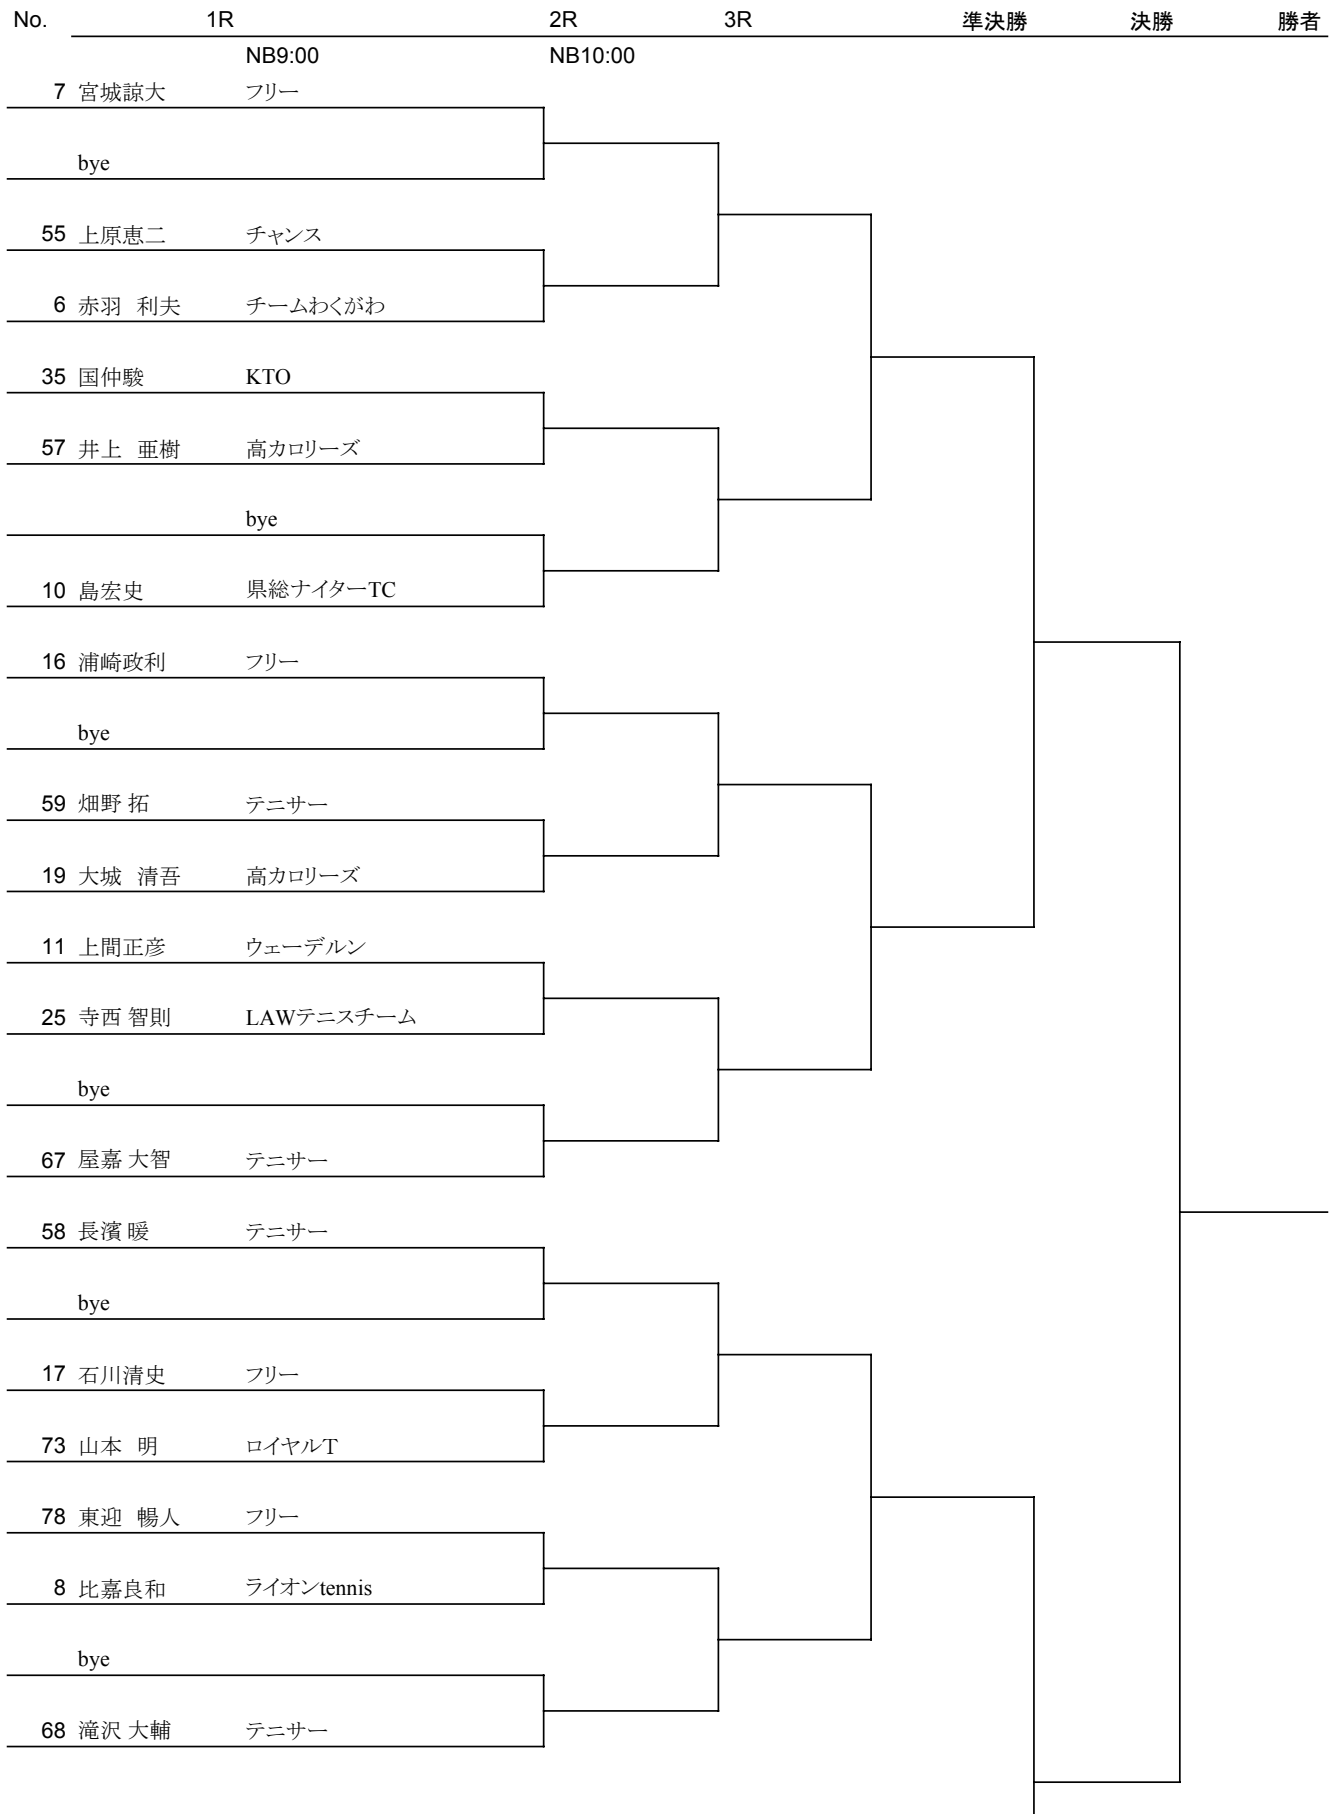 No. 1R 2R 3R 準決勝 決勝 勝者
NB9:00 NB10:00
7 宮城諒大 フリー
bye
55 上原恵二 チャンス
6 赤羽 利夫 チームわくがわ
35 国仲駿 KTO
57 井上 亜樹 高カロリーズ
bye
10 島宏史 県総ナイターTC
16 浦崎政利 フリー
bye
59 畑野 拓 テニサー
19 大城 清吾 高カロリーズ
11 上間正彦 ウェーデルン
25 寺西 智則 LAWテニスチーム
bye
67 屋嘉 大智 テニサー
58 長濱 暖 テニサー
bye
17 石川清史 フリー
73 山本 明 ロイヤルT
78 東迎 暢人 フリー
8 比嘉良和 ライオンtennis
bye
68 滝沢 大輔 テニサー